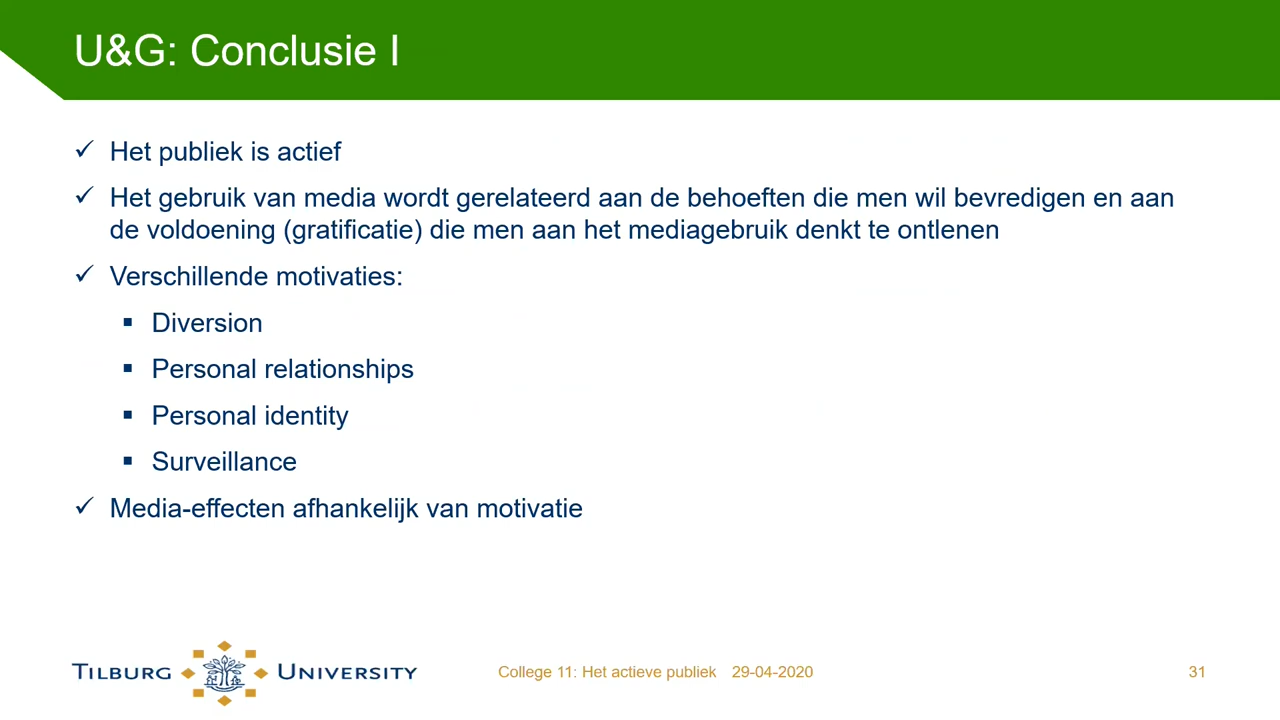 U&G: Conclusie I
✓ Het publiek is actief
✓ Het gebruik van media wordt gerelateerd aan de behoeften die men wil bevredigen en aan
de voldoening (gratificatie) die men aan het mediagebruik denkt te ontlenen
✓ Verschillende motivaties:
▪ Diversion
▪ Personal relationships
▪ Personal identity
▪ Surveillance
✓ Media-effecten afhankelijk van motivatie
TILBURG UNIVERSITY
College 11: Het actieve publiek 29-04-2020
31